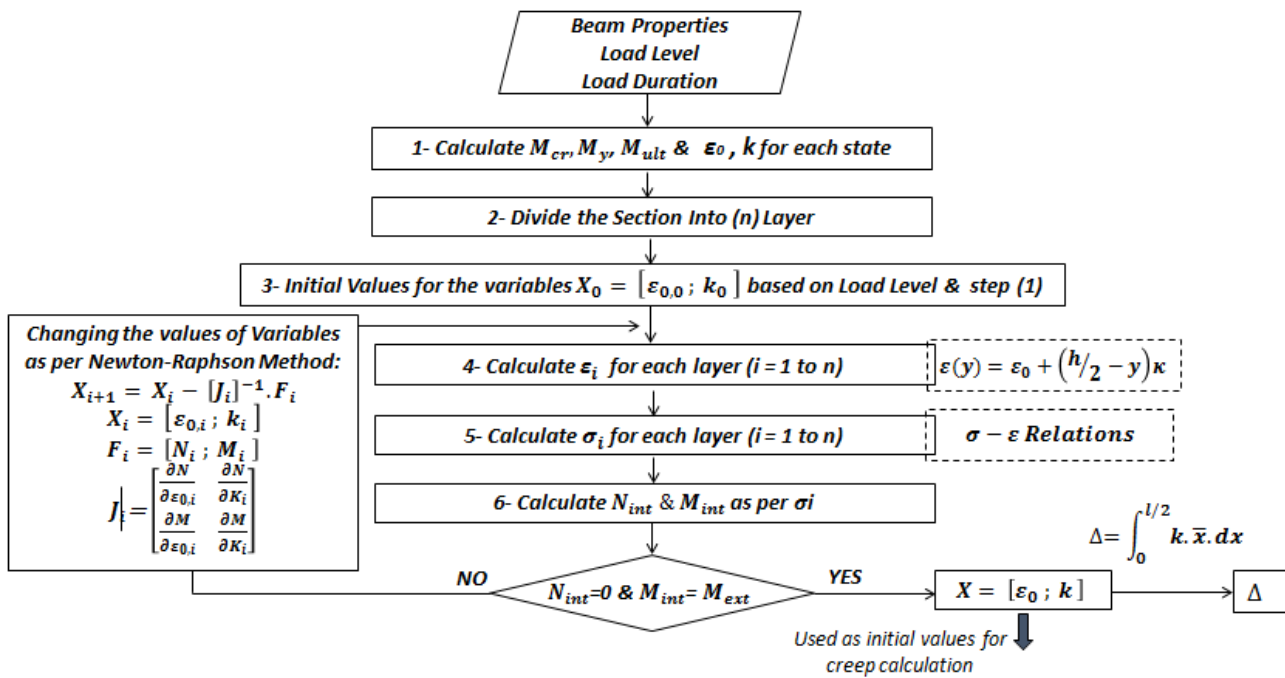 Beam Properties
Load Level
Load Duration
1- Calculate M_cr, M_y, M_ult & ε₀ , k for each state
2- Divide the Section Into (n) Layer
3- Initial Values for the variables X₀ = [ε₀,₀ ; k₀] based on Load Level & step (1)
Changing the values of Variables
as per Newton-Raphson Method:
X_{i+1} = X_i − [J_i]⁻¹. F_i
X_i = [ε_{0,i} ; k_i]
F_i = [N_i ; M_i]
J_i = [∂N/∂ε_{0,i} ∂N/∂K_i
∂M/∂ε_{0,i} ∂M/∂K_i]
4- Calculate ε_i for each layer (i = 1 to n)
ε(y) = ε₀ + (h/2 − y)κ
5- Calculate σ_i for each layer (i = 1 to n)
σ − ε Relations
6- Calculate N_int & M_int as per σi
N_int=0 & M_int= M_ext
NO
YES
X = [ε₀ ; k]
Δ= ∫₀^{l/2} k. x̅. dx
Δ
Used as initial values for
creep calculation